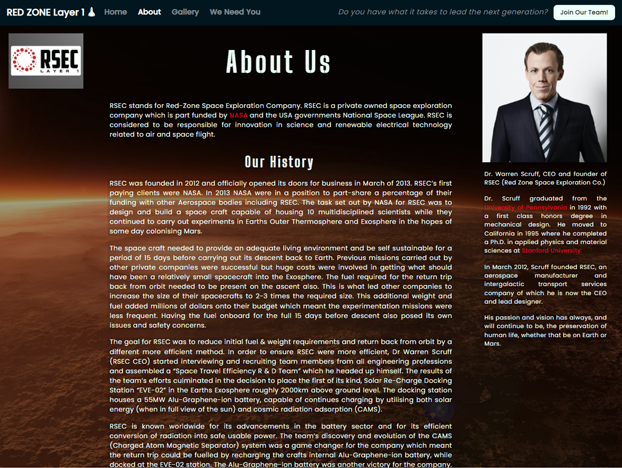 RED ZONE Layer 1 Home About Gallery We Need You Do you have what it takes to lead the next generation? Join Our Team!
RSEC
LAYER 1
About Us
RSEC stands for Red-Zone Space Exploration Company. RSEC is a private owned space exploration
company which is part funded by NASA and the USA governments National Space League. RSEC is
considered to be responsible for innovation in science and renewable electrical technology
related to air and space flight.
Our History
RSEC was founded in 2012 and officially opened its doors for business in March of 2013. RSEC's first
paying clients were NASA. In 2013 NASA were in a position to part-share a percentage of their
funding with other Aerospace bodies including RSEC. The task set out by NASA for RSEC was to
design and build a space craft capable of housing 10 multidisciplined scientists while they
continued to carry out experiments in Earths Outer Thermosphere and Exosphere in the hopes of
some day colonising Mars.
The space craft needed to provide an adequate living environment and be self sustainable for a
period of 15 days before carrying out its descent back to Earth. Previous missions carried out by
other private companies were successful but huge costs were involved in getting what should
have been a relatively small spacecraft into the Exosphere. The fuel required for the return trip
back from orbit needed to be present on the ascent also. This is what led other companies to
increase the size of their spacecrafts to 2-3 times the required size. This additional weight and
fuel added millions of dollars onto their budget which meant the experimentation missions were
less frequent. Having the fuel onboard for the full 15 days before descent also posed its own
issues and safety concerns.
The goal for RSEC was to reduce initial fuel & weight requirements and return back from orbit by a
different more efficient method. In order to ensure RSEC were more efficient, Dr Warren Scruff
(RSEC CEO) started interviewing and recruiting team members from all engineering professions
and assembled a "Space Travel Efficiency R & D Team" which he headed up himself. The results of
the team's efforts culminated in the decision to place the first of its kind, Solar Re-Charge Docking
Station "EVE-02" in the Earths Exosphere roughly 2000km above ground level. The docking station
houses a 55MW Alu-Graphene-ion battery, capable of continues charging by utilising both solar
energy (when in full view of the sun) and cosmic radiation adsorption (CAMS).
RSEC is known worldwide for its advancements in the battery sector and for its efficient
conversion of radiation into safe usable power. The team's discovery and evolution of the CAMS
(Charged Atom Magnetic Separator) system was a game changer for the company which meant
the return trip could be fuelled by recharging the crafts internal Alu-Graphene-ion battery, while
docked at the EVE-02 station. The Alu-Graphene-ion battery was another victory for the company.
Dr. Warren Scruff, CEO and founder of
RSEC (Red Zone Space Exploration Co.)
Dr. Scruff graduated from the
University of Pennsylvania in 1992 with
a first class honors degree in
mechanical design. He moved to
California in 1995 where he completed
a Ph.D. in applied physics and material
sciences at Stanford University
In March 2012, Scruff founded RSEC, an
aerospace manufacturer and
intergalactic transport services
company of which he is now the CEO
and lead designer.
His passion and vision has always, and
will continue to be, the preservation of
human life, whether that be on Earth or
Mars.